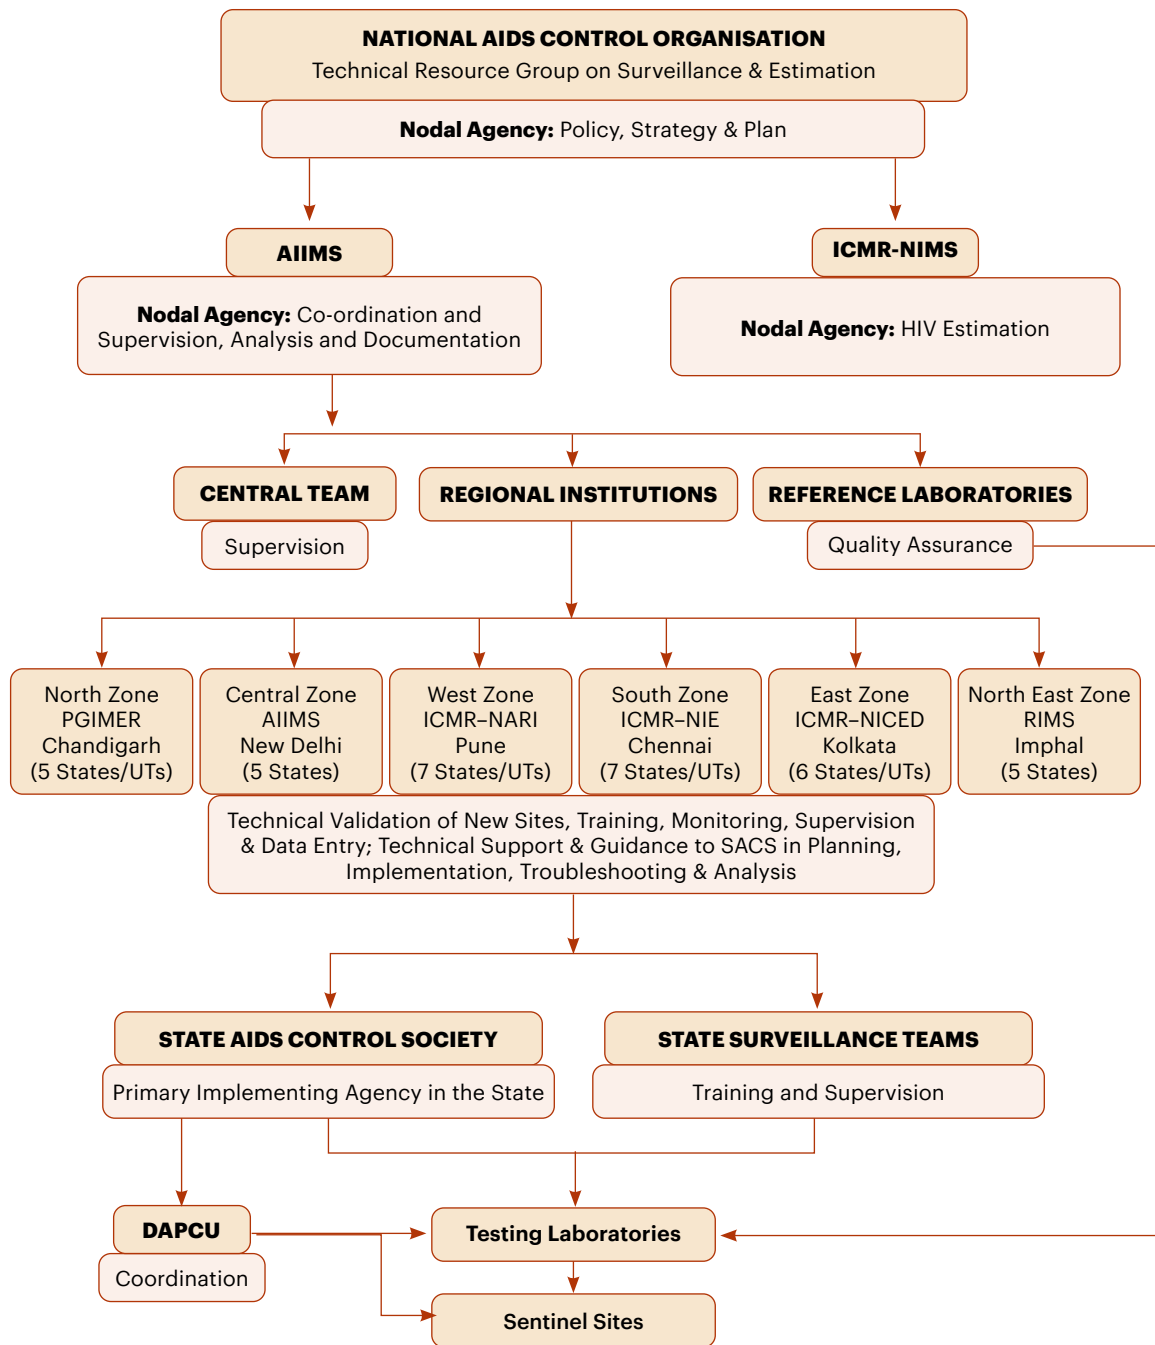 NATIONAL AIDS CONTROL ORGANISATION
Technical Resource Group on Surveillance & Estimation
Nodal Agency: Policy, Strategy & Plan
AIIMS
Nodal Agency: Co-ordination and
Supervision, Analysis and Documentation
ICMR-NIMS
Nodal Agency: HIV Estimation
CENTRAL TEAM
Supervision
REGIONAL INSTITUTIONS
REFERENCE LABORATORIES
Quality Assurance
North Zone
PGIMER
Chandigarh
(5 States/UTs)
Central Zone
AIIMS
New Delhi
(5 States)
West Zone
ICMR–NARI
Pune
(7 States/UTs)
South Zone
ICMR–NIE
Chennai
(7 States/UTs)
East Zone
ICMR–NICED
Kolkata
(6 States/UTs)
North East Zone
RIMS
Imphal
(5 States)
Technical Validation of New Sites, Training, Monitoring, Supervision
& Data Entry; Technical Support & Guidance to SACS in Planning,
Implementation, Troubleshooting & Analysis
STATE AIDS CONTROL SOCIETY
Primary Implementing Agency in the State
STATE SURVEILLANCE TEAMS
Training and Supervision
DAPCU
Coordination
Testing Laboratories
Sentinel Sites